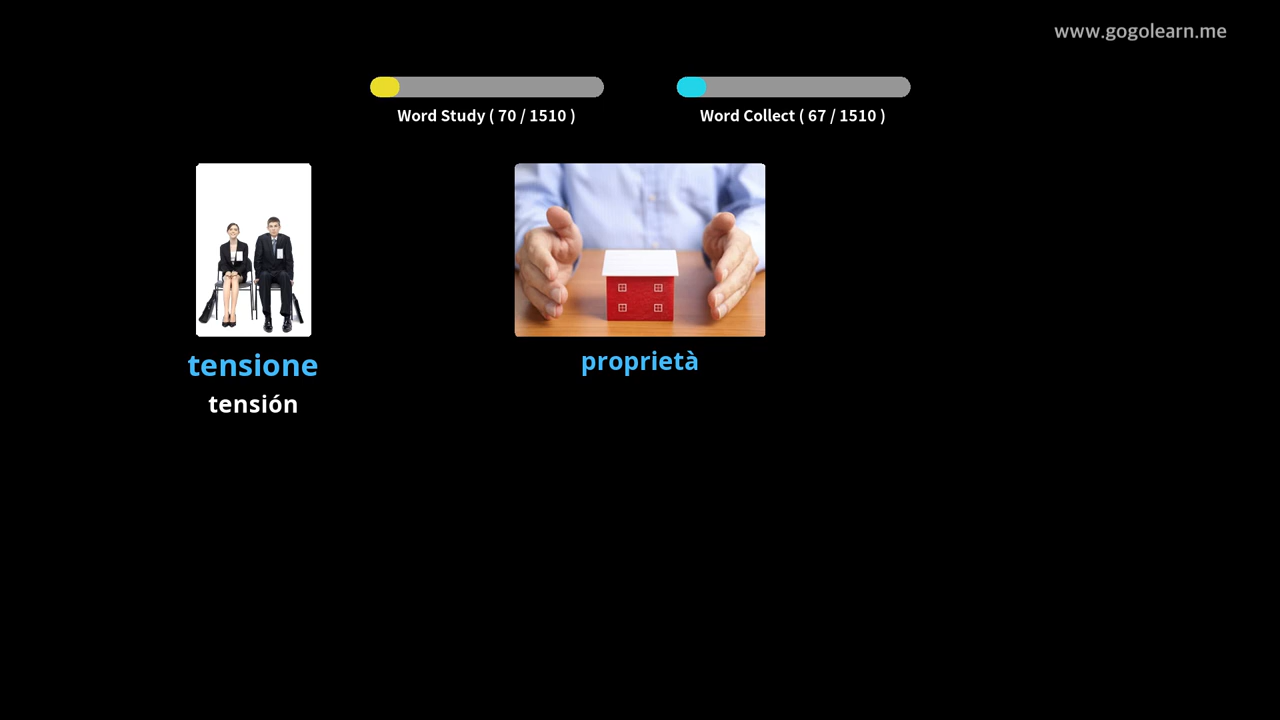 www.gogolearn.me
Word Study ( 70 / 1510 )
Word Collect ( 67 / 1510 )
tensione
tensión
proprietà